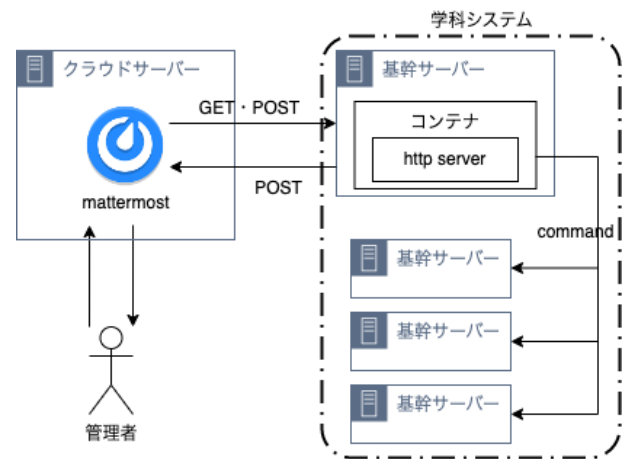 学科システム
クラウドサーバー
基幹サーバー
GET・POST
コンテナ
http server
mattermost
POST
command
基幹サーバー
基幹サーバー
基幹サーバー
管理者